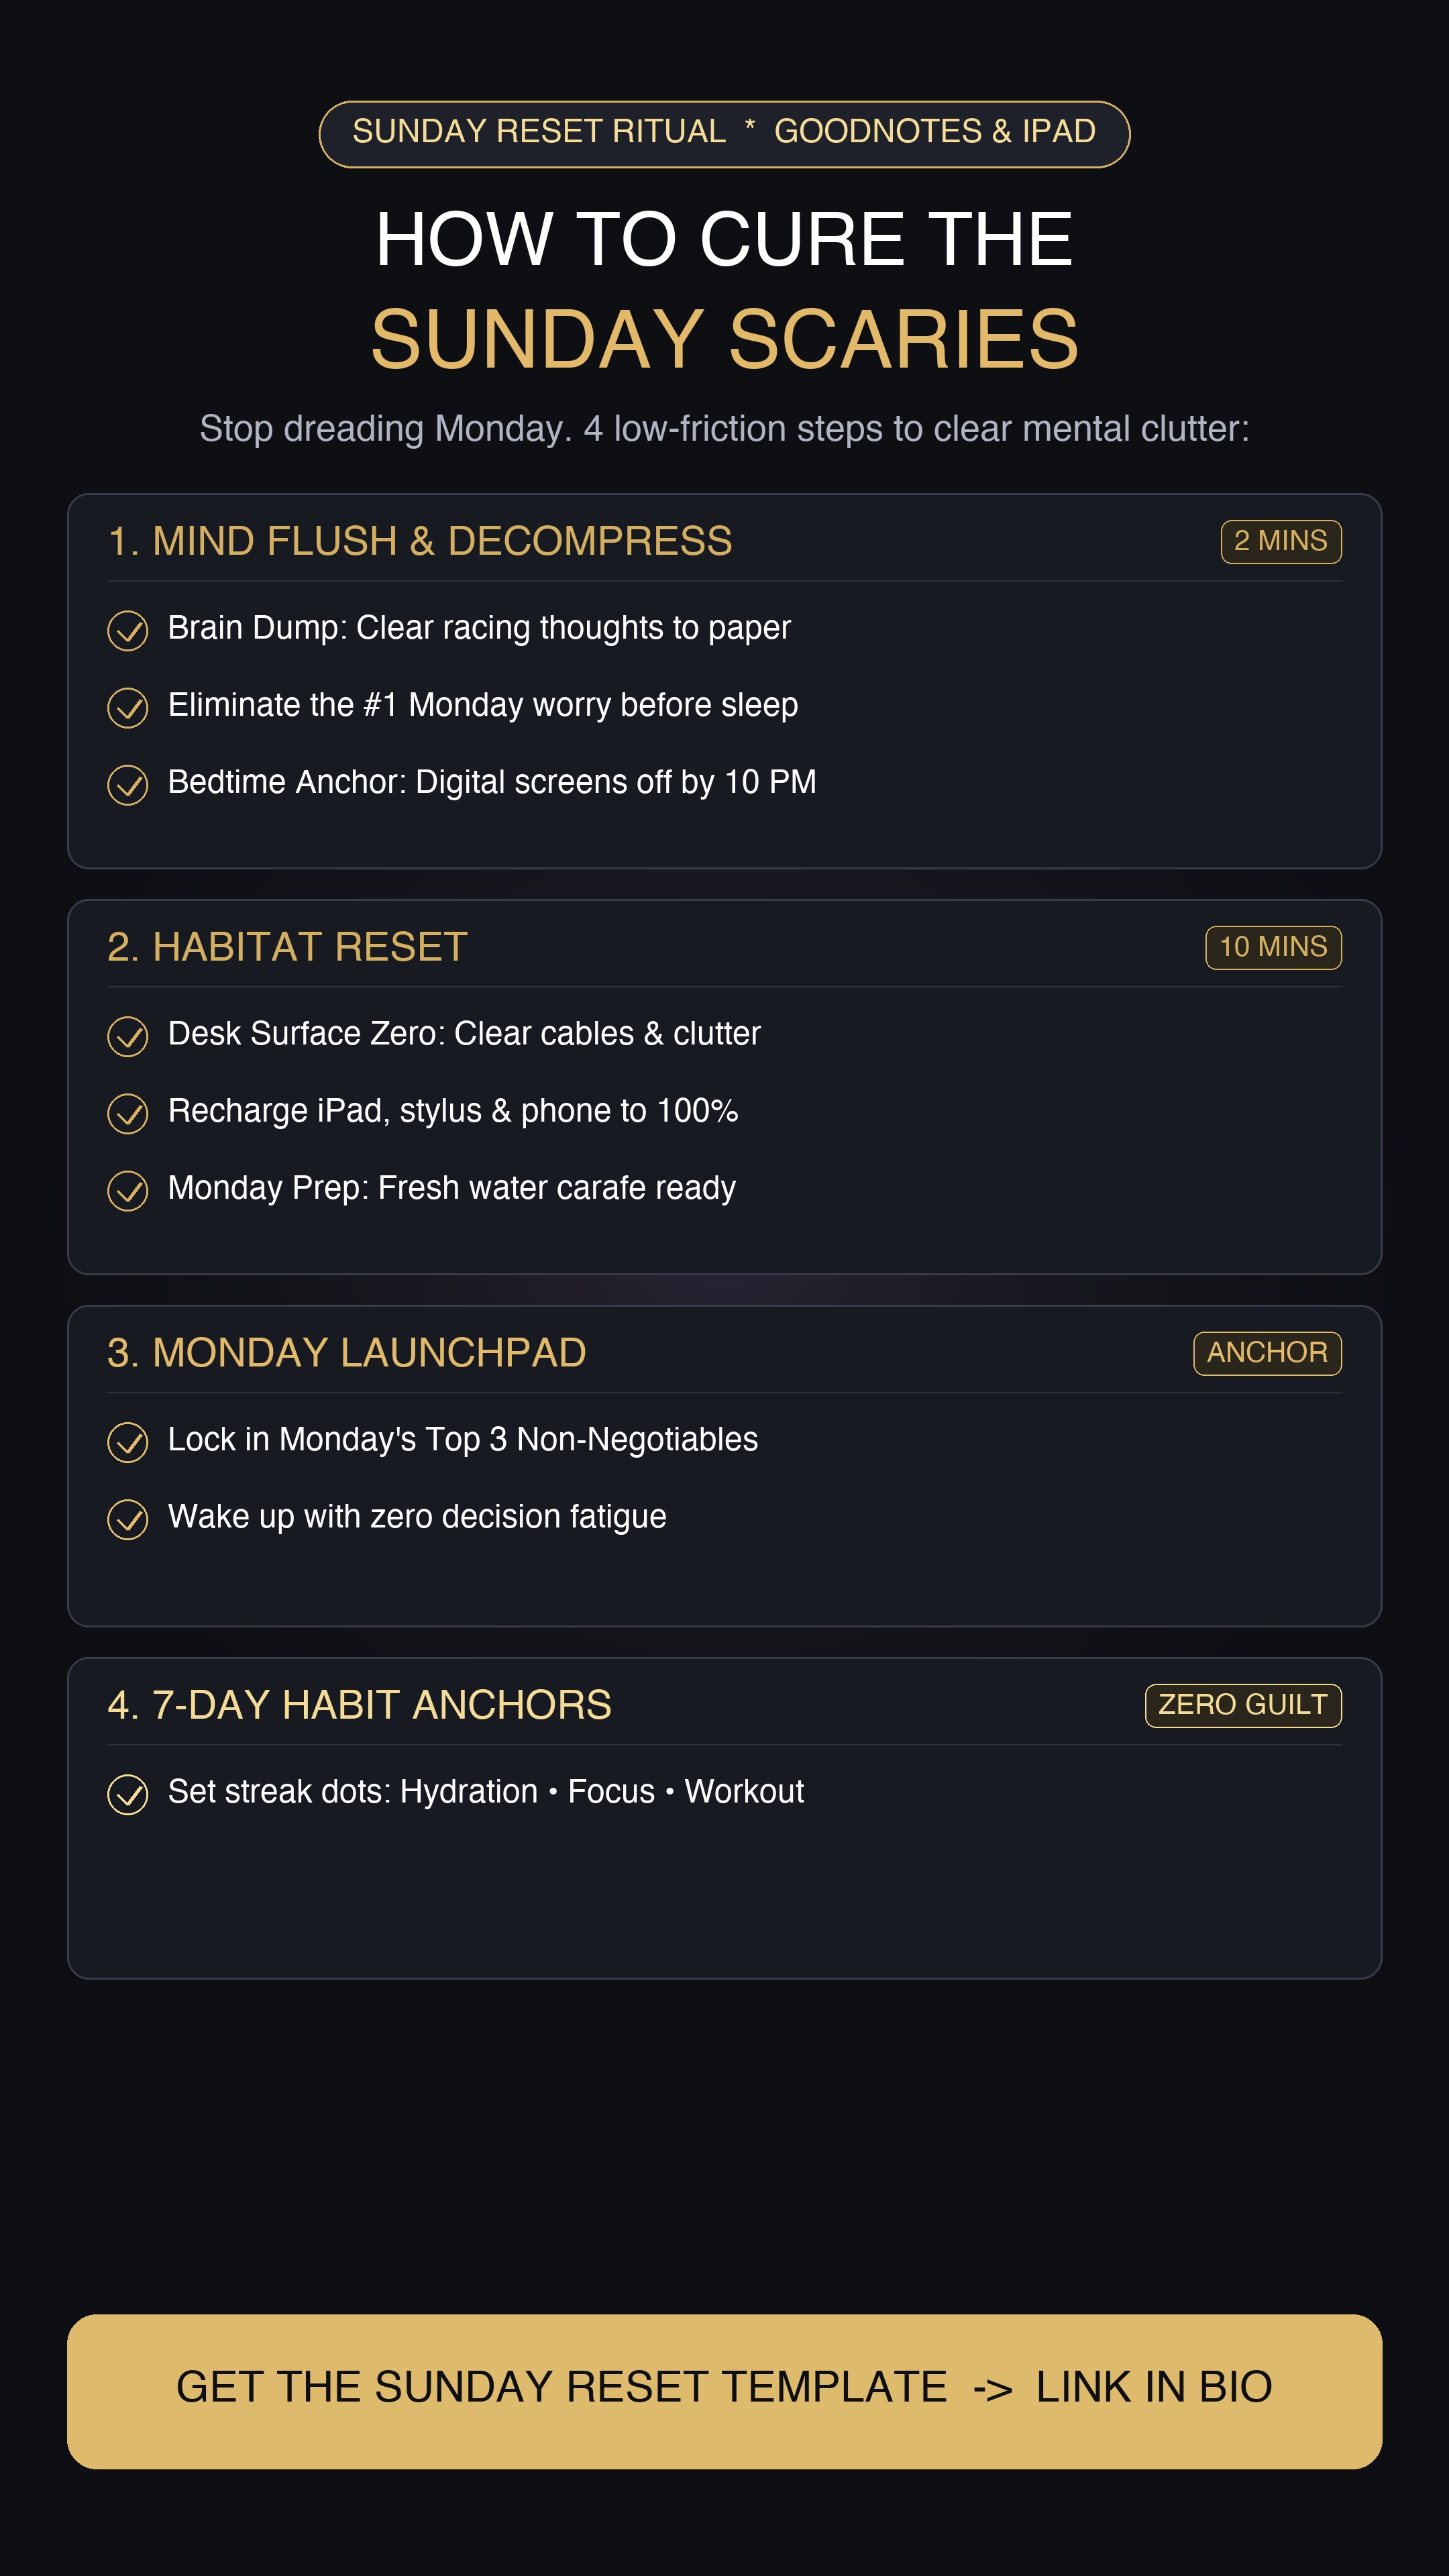 SUNDAY RESET RITUAL * GOODNOTES & IPAD
HOW TO CURE THE
SUNDAY SCARIES
Stop dreading Monday. 4 low-friction steps to clear mental clutter:
1. MIND FLUSH & DECOMPRESS 2 MINS
Brain Dump: Clear racing thoughts to paper
Eliminate the #1 Monday worry before sleep
Bedtime Anchor: Digital screens off by 10 PM
2. HABITAT RESET 10 MINS
Desk Surface Zero: Clear cables & clutter
Recharge iPad, stylus & phone to 100%
Monday Prep: Fresh water carafe ready
3. MONDAY LAUNCHPAD ANCHOR
Lock in Monday's Top 3 Non-Negotiables
Wake up with zero decision fatigue
4. 7-DAY HABIT ANCHORS ZERO GUILT
Set streak dots: Hydration • Focus • Workout
GET THE SUNDAY RESET TEMPLATE -> LINK IN BIO